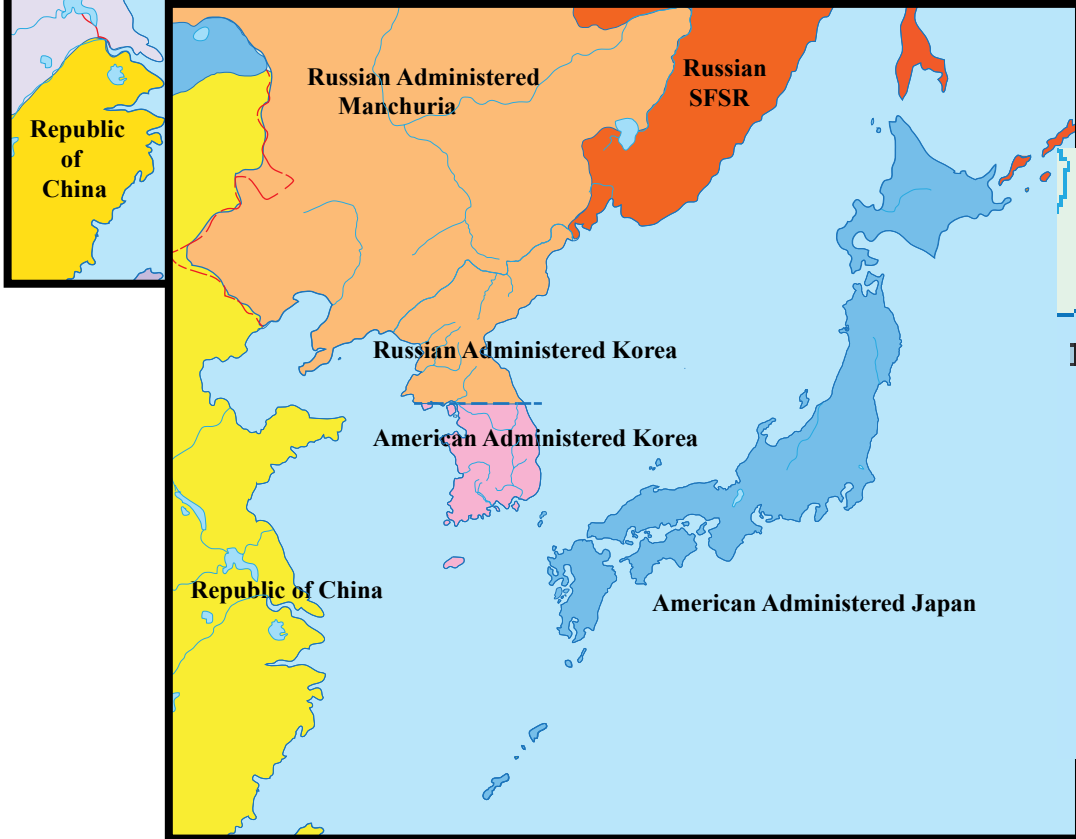 Republic
of
China
Russian Administered
Manchuria
Russian
SFSR
Russian Administered Korea
American Administered Korea
Republic of China
American Administered Japan